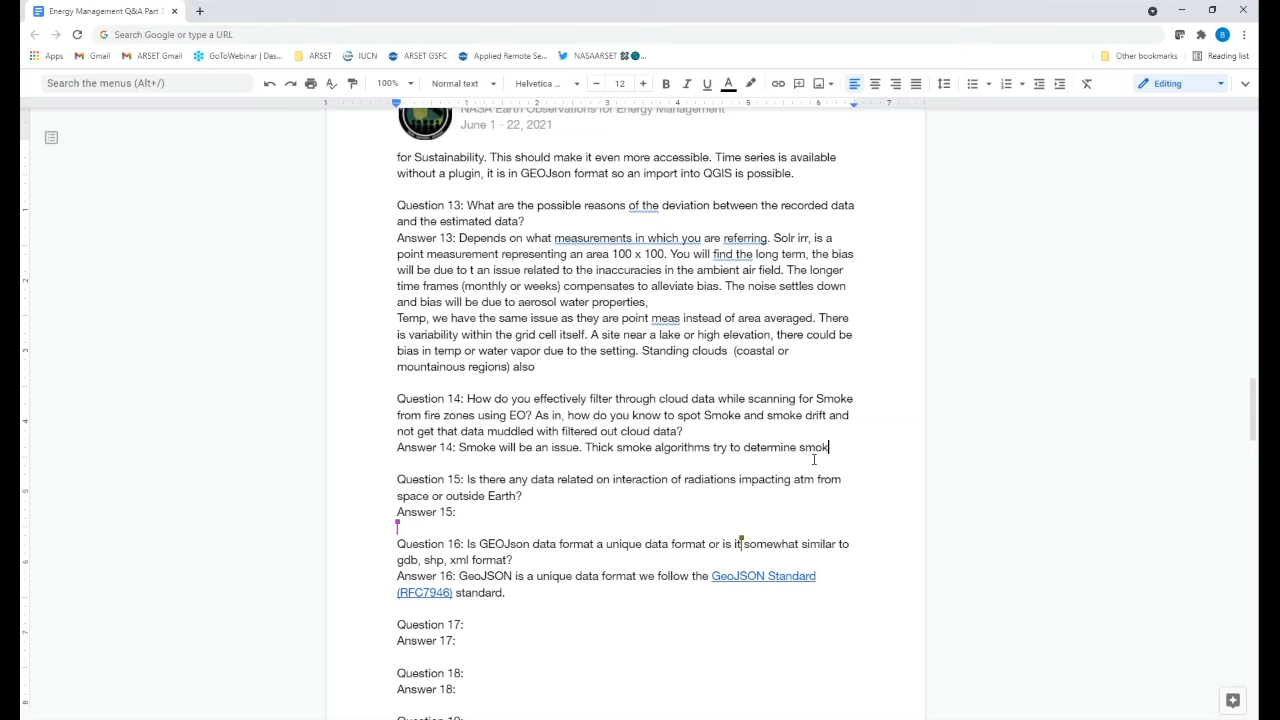 Energy Management Q&A Part 2
Search Google or type a URL
Apps Gmail ARSET Gmail GoToWebinar | Das... ARSET IUCN ARSET GSFC Applied Remote Se... NASAARSET Other bookmarks Reading list
Search the menus (Alt+/) 100% Normal text Helvetica ... 12 Editing
1 1 2 3 4 5 6 7
NASA Earth Observations for Energy Management
June 1 - 22, 2021
for Sustainability. This should make it even more accessible. Time series is available
without a plugin, it is in GEOJson format so an import into QGIS is possible.
Question 13: What are the possible reasons of the deviation between the recorded data
and the estimated data?
Answer 13: Depends on what measurements in which you are referring. Solr irr, is a
point measurement representing an area 100 x 100. You will find the long term, the bias
will be due to t an issue related to the inaccuracies in the ambient air field. The longer
time frames (monthly or weeks) compensates to alleviate bias. The noise settles down
and bias will be due to aerosol water properties,
Temp, we have the same issue as they are point meas instead of area averaged. There
is variability within the grid cell itself. A site near a lake or high elevation, there could be
bias in temp or water vapor due to the setting. Standing clouds (coastal or
mountainous regions) also
Question 14: How do you effectively filter through cloud data while scanning for Smoke
from fire zones using EO? As in, how do you know to spot Smoke and smoke drift and
not get that data muddled with filtered out cloud data?
Answer 14: Smoke will be an issue. Thick smoke algorithms try to determine smok
Question 15: Is there any data related on interaction of radiations impacting atm from
space or outside Earth?
Answer 15:
Question 16: Is GEOJson data format a unique data format or is it somewhat similar to
gdb, shp, xml format?
Answer 16: GeoJSON is a unique data format we follow the GeoJSON Standard
(RFC7946) standard.
Question 17:
Answer 17:
Question 18:
Answer 18: